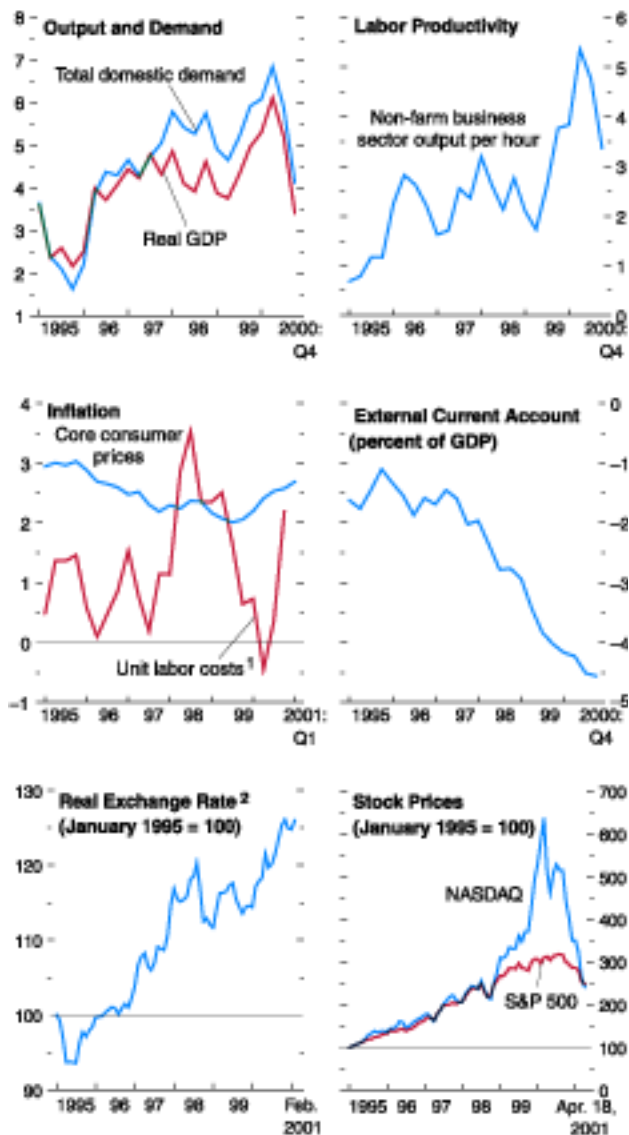 Output and Demand
8
7
6
5
4
3
2
1
Total domestic demand
Real GDP
1995 96 97 98 99 2000:
Q4
Labor Productivity
6
5
4
3
2
1
0
Non-farm business
sector output per hour
1995 96 97 98 99 2000:
Q4
Inflation
4
3
2
1
0
−1
Core consumer
prices
Unit labor costs 1
1995 96 97 98 99 2001:
Q1
External Current Account
(percent of GDP)
0
−1
−2
−3
−4
−5
1995 96 97 98 99 2000:
Q4
Real Exchange Rate 2
(January 1995 = 100)
130
120
110
100
90
1995 96 97 98 99 Feb.
2001
Stock Prices
(January 1995 = 100)
700
600
500
400
300
200
100
0
NASDAQ
S&P 500
1995 96 97 98 99 Apr. 18,
2001